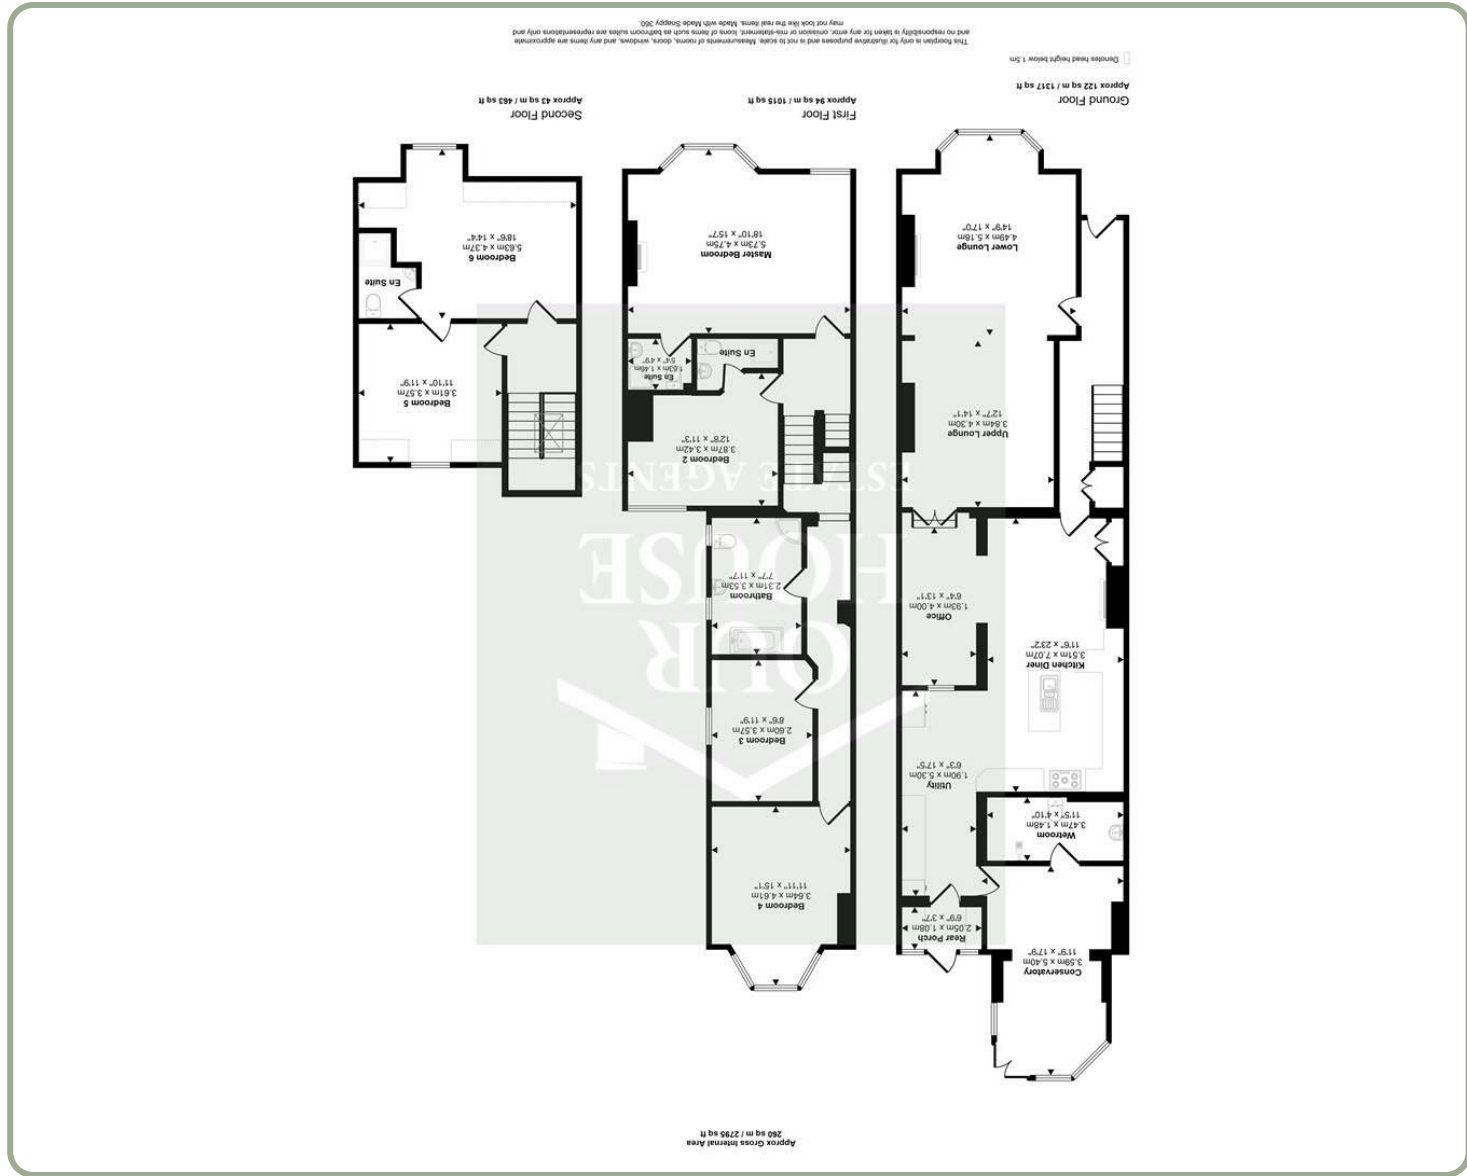 Approx Gross Internal Area
260 sq m / 2795 sq ft
Conservatory
3.59m x 5.40m
11'9" x 17'9"
Rear Porch
2.05m x 1.08m
6'9" x 3'7"
Wetroom
3.47m x 1.48m
11'5" x 4'10"
Utility
1.90m x 5.30m
6'3" x 17'5"
Kitchen Diner
3.51m x 7.07m
11'6" x 23'2"
Office
1.93m x 4.00m
6'4" x 13'1"
Upper Lounge
3.84m x 4.30m
12'7" x 14'1"
Lower Lounge
4.49m x 5.18m
14'9" x 17'0"
Ground Floor
Approx 122 sq m / 1317 sq ft
Denotes head height below 1.5m
Bedroom 4
3.64m x 4.61m
11'11" x 15'1"
Bedroom 3
2.60m x 3.57m
8'6" x 11'9"
Bathroom
2.31m x 3.53m
7'7" x 11'7"
Bedroom 2
3.87m x 3.42m
12'8" x 11'3"
En Suite
En Suite
1.63m x 1.46m
5'4" x 4'9"
Master Bedroom
5.73m x 4.75m
18'10" x 15'7"
First Floor
Approx 94 sq m / 1015 sq ft
Bedroom 5
3.61m x 3.57m
11'10" x 11'9"
En Suite
Bedroom 6
5.63m x 4.37m
18'6" x 14'4"
Second Floor
Approx 43 sq m / 463 sq ft
OUR
HOUSE
ESTATE AGENTS
This floorplan is only for illustrative purposes and is not to scale. Measurements of rooms, doors, windows, and any items are approximate
and no responsibility is taken for any error, omission or mis-statement. Icons of items such as bathroom suites are representations only and
may not look like the real items. Made with Made Snappy 360.